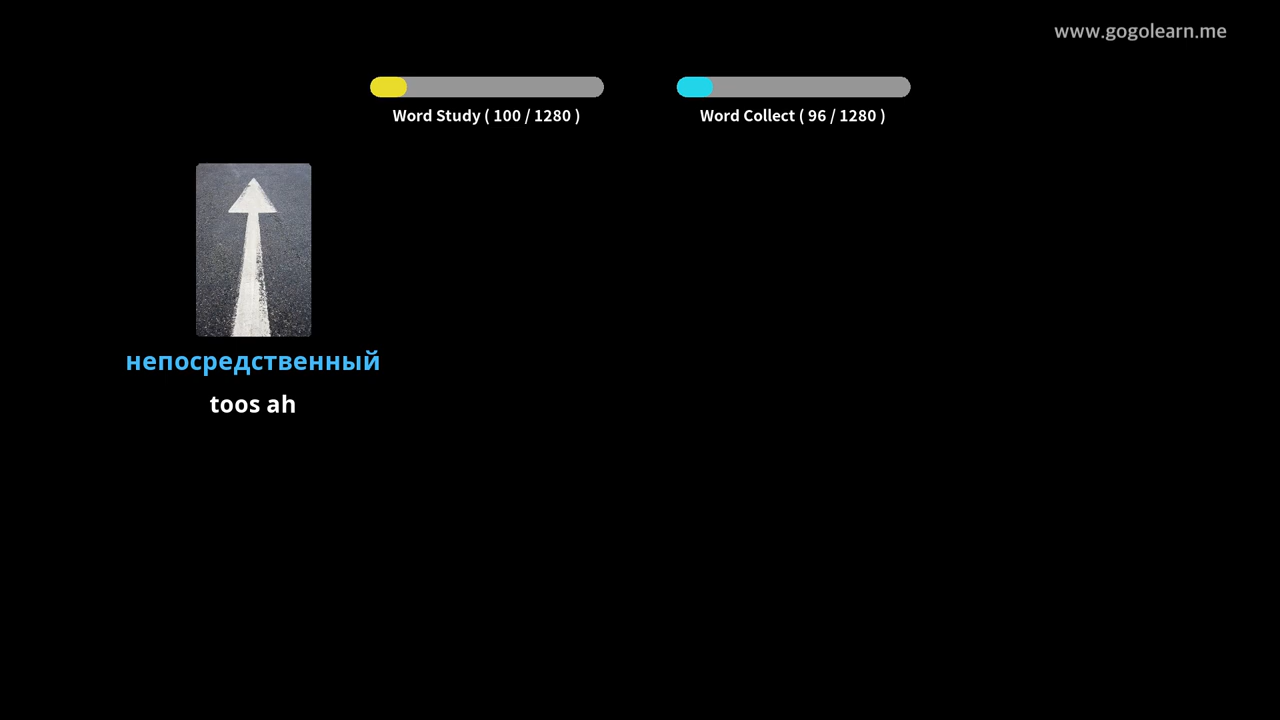 www.gogolearn.me
Word Study ( 100 / 1280 )
Word Collect ( 96 / 1280 )
непосредственный
toos ah